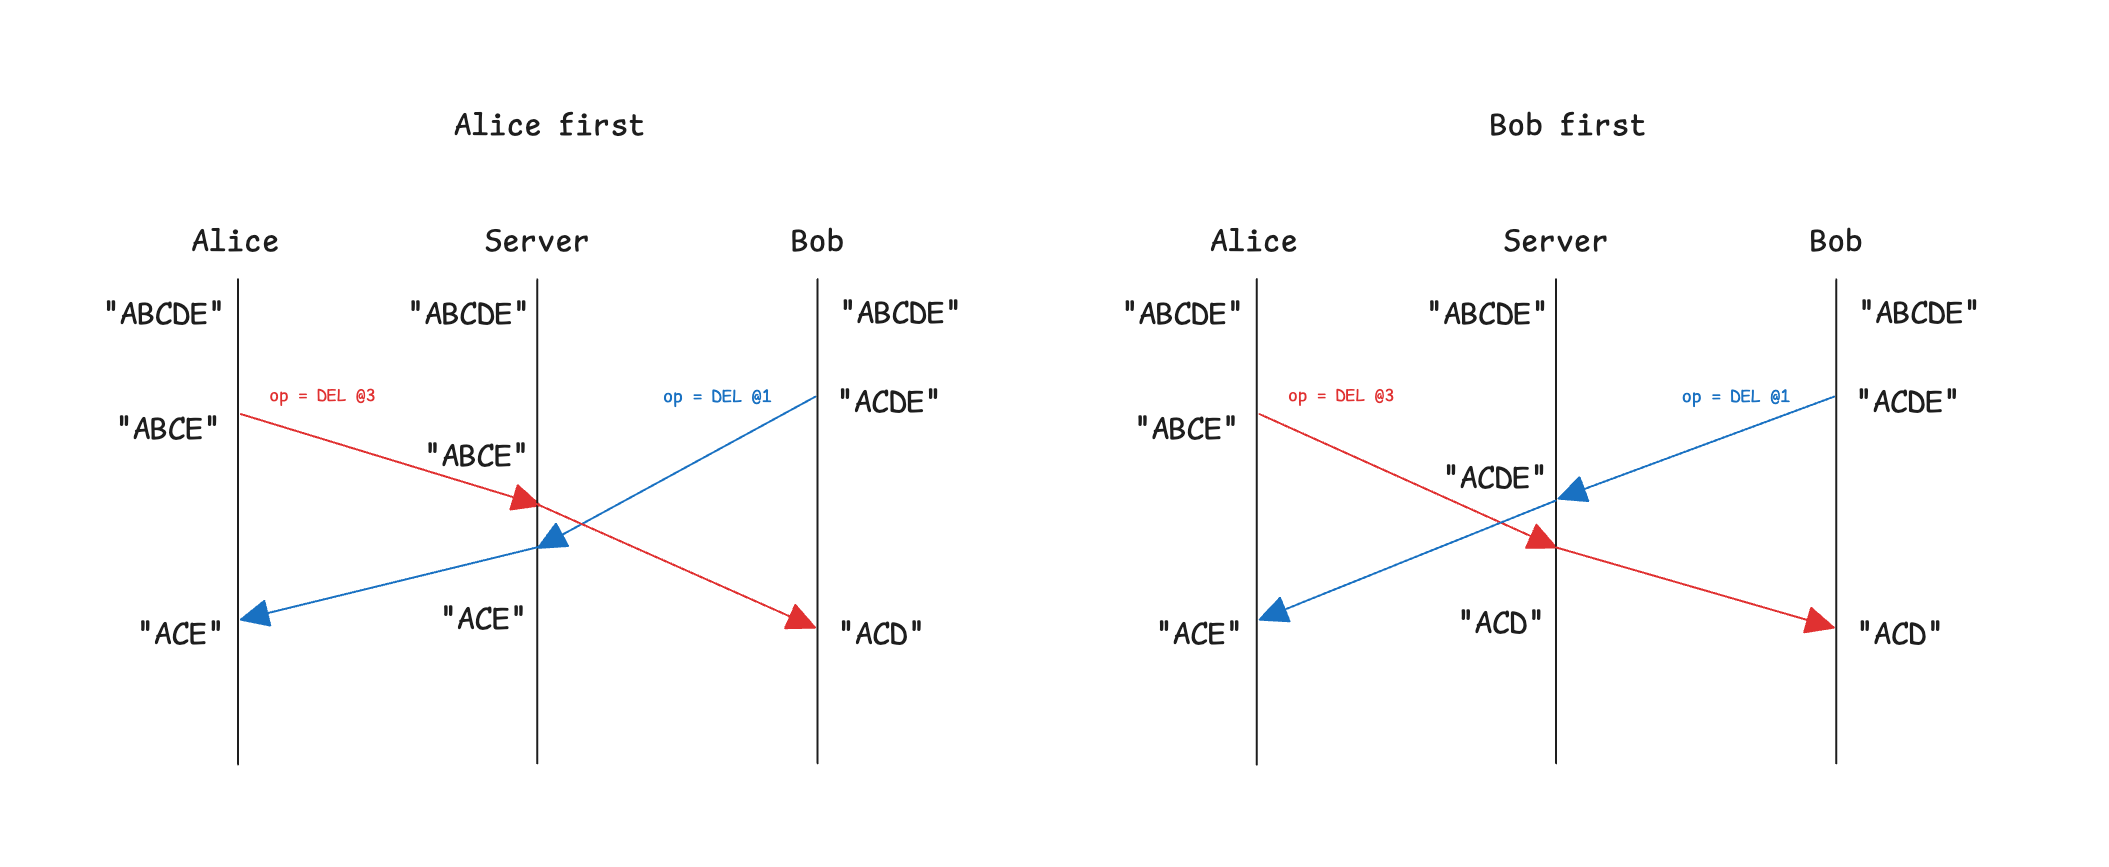 Alice first
Alice Server Bob
"ABCDE" "ABCDE" "ABCDE"
op = DEL @3 op = DEL @1
"ACDE"
"ABCE"
"ABCE"
"ACE"
"ACE" "ACD"
Bob first
Alice Server Bob
"ABCDE" "ABCDE" "ABCDE"
op = DEL @3 op = DEL @1
"ACDE"
"ABCE"
"ACDE"
"ACD"
"ACE" "ACD"